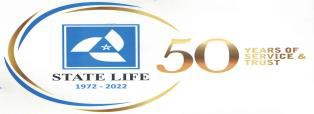 STATE LIFE
1972 - 2022
50 YEARS OF
SERVICE &
TRUST